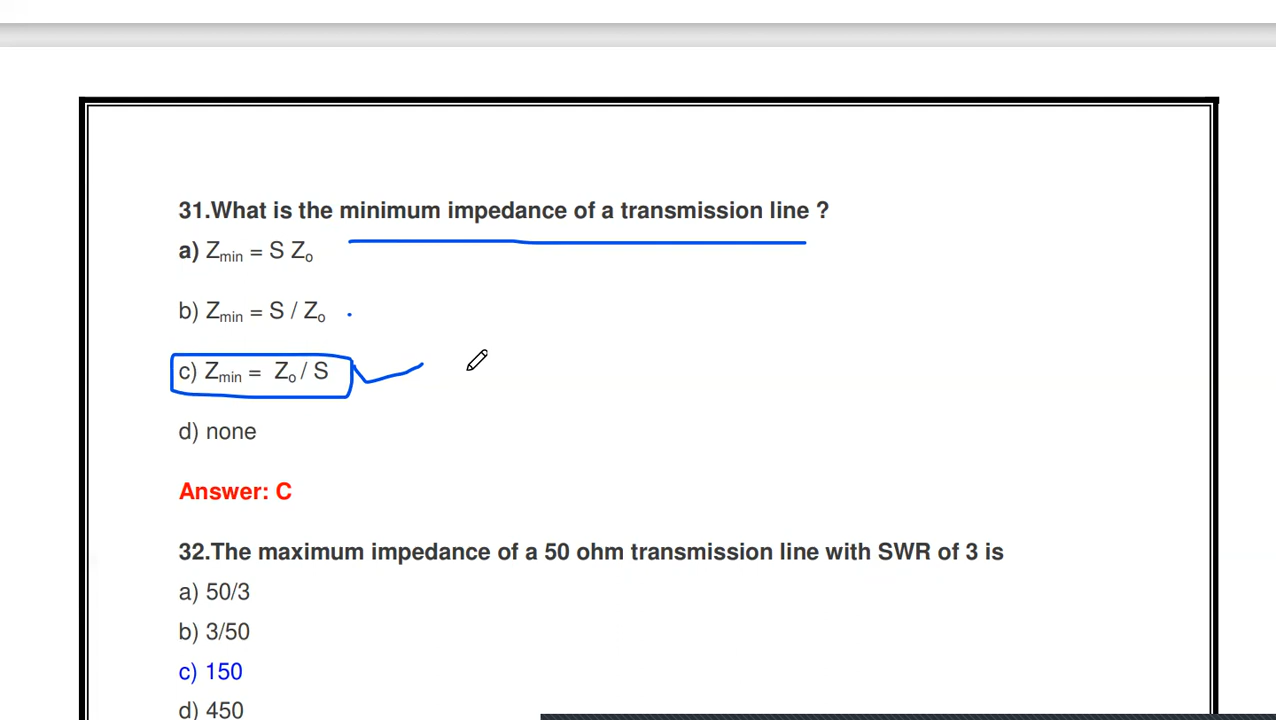 31.What is the minimum impedance of a transmission line ?
a) Zmin = S Zo
b) Zmin = S / Zo
c) Zmin = Zo / S
d) none
Answer: C
32.The maximum impedance of a 50 ohm transmission line with SWR of 3 is
a) 50/3
b) 3/50
c) 150
d) 450